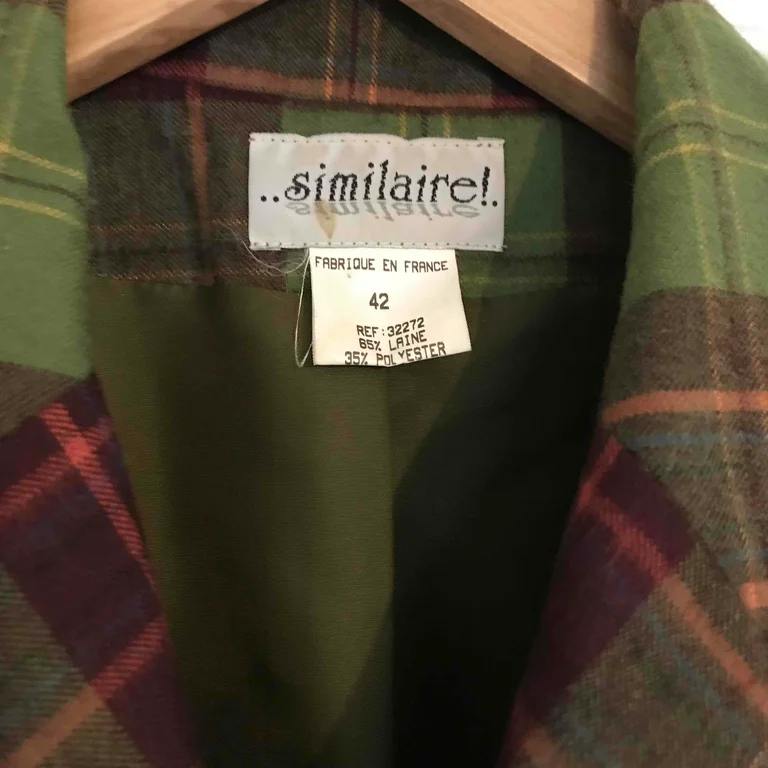 ..similaire!.
FABRIQUE EN FRANCE
42
REF:32272
65% LAINE
35% POLYESTER